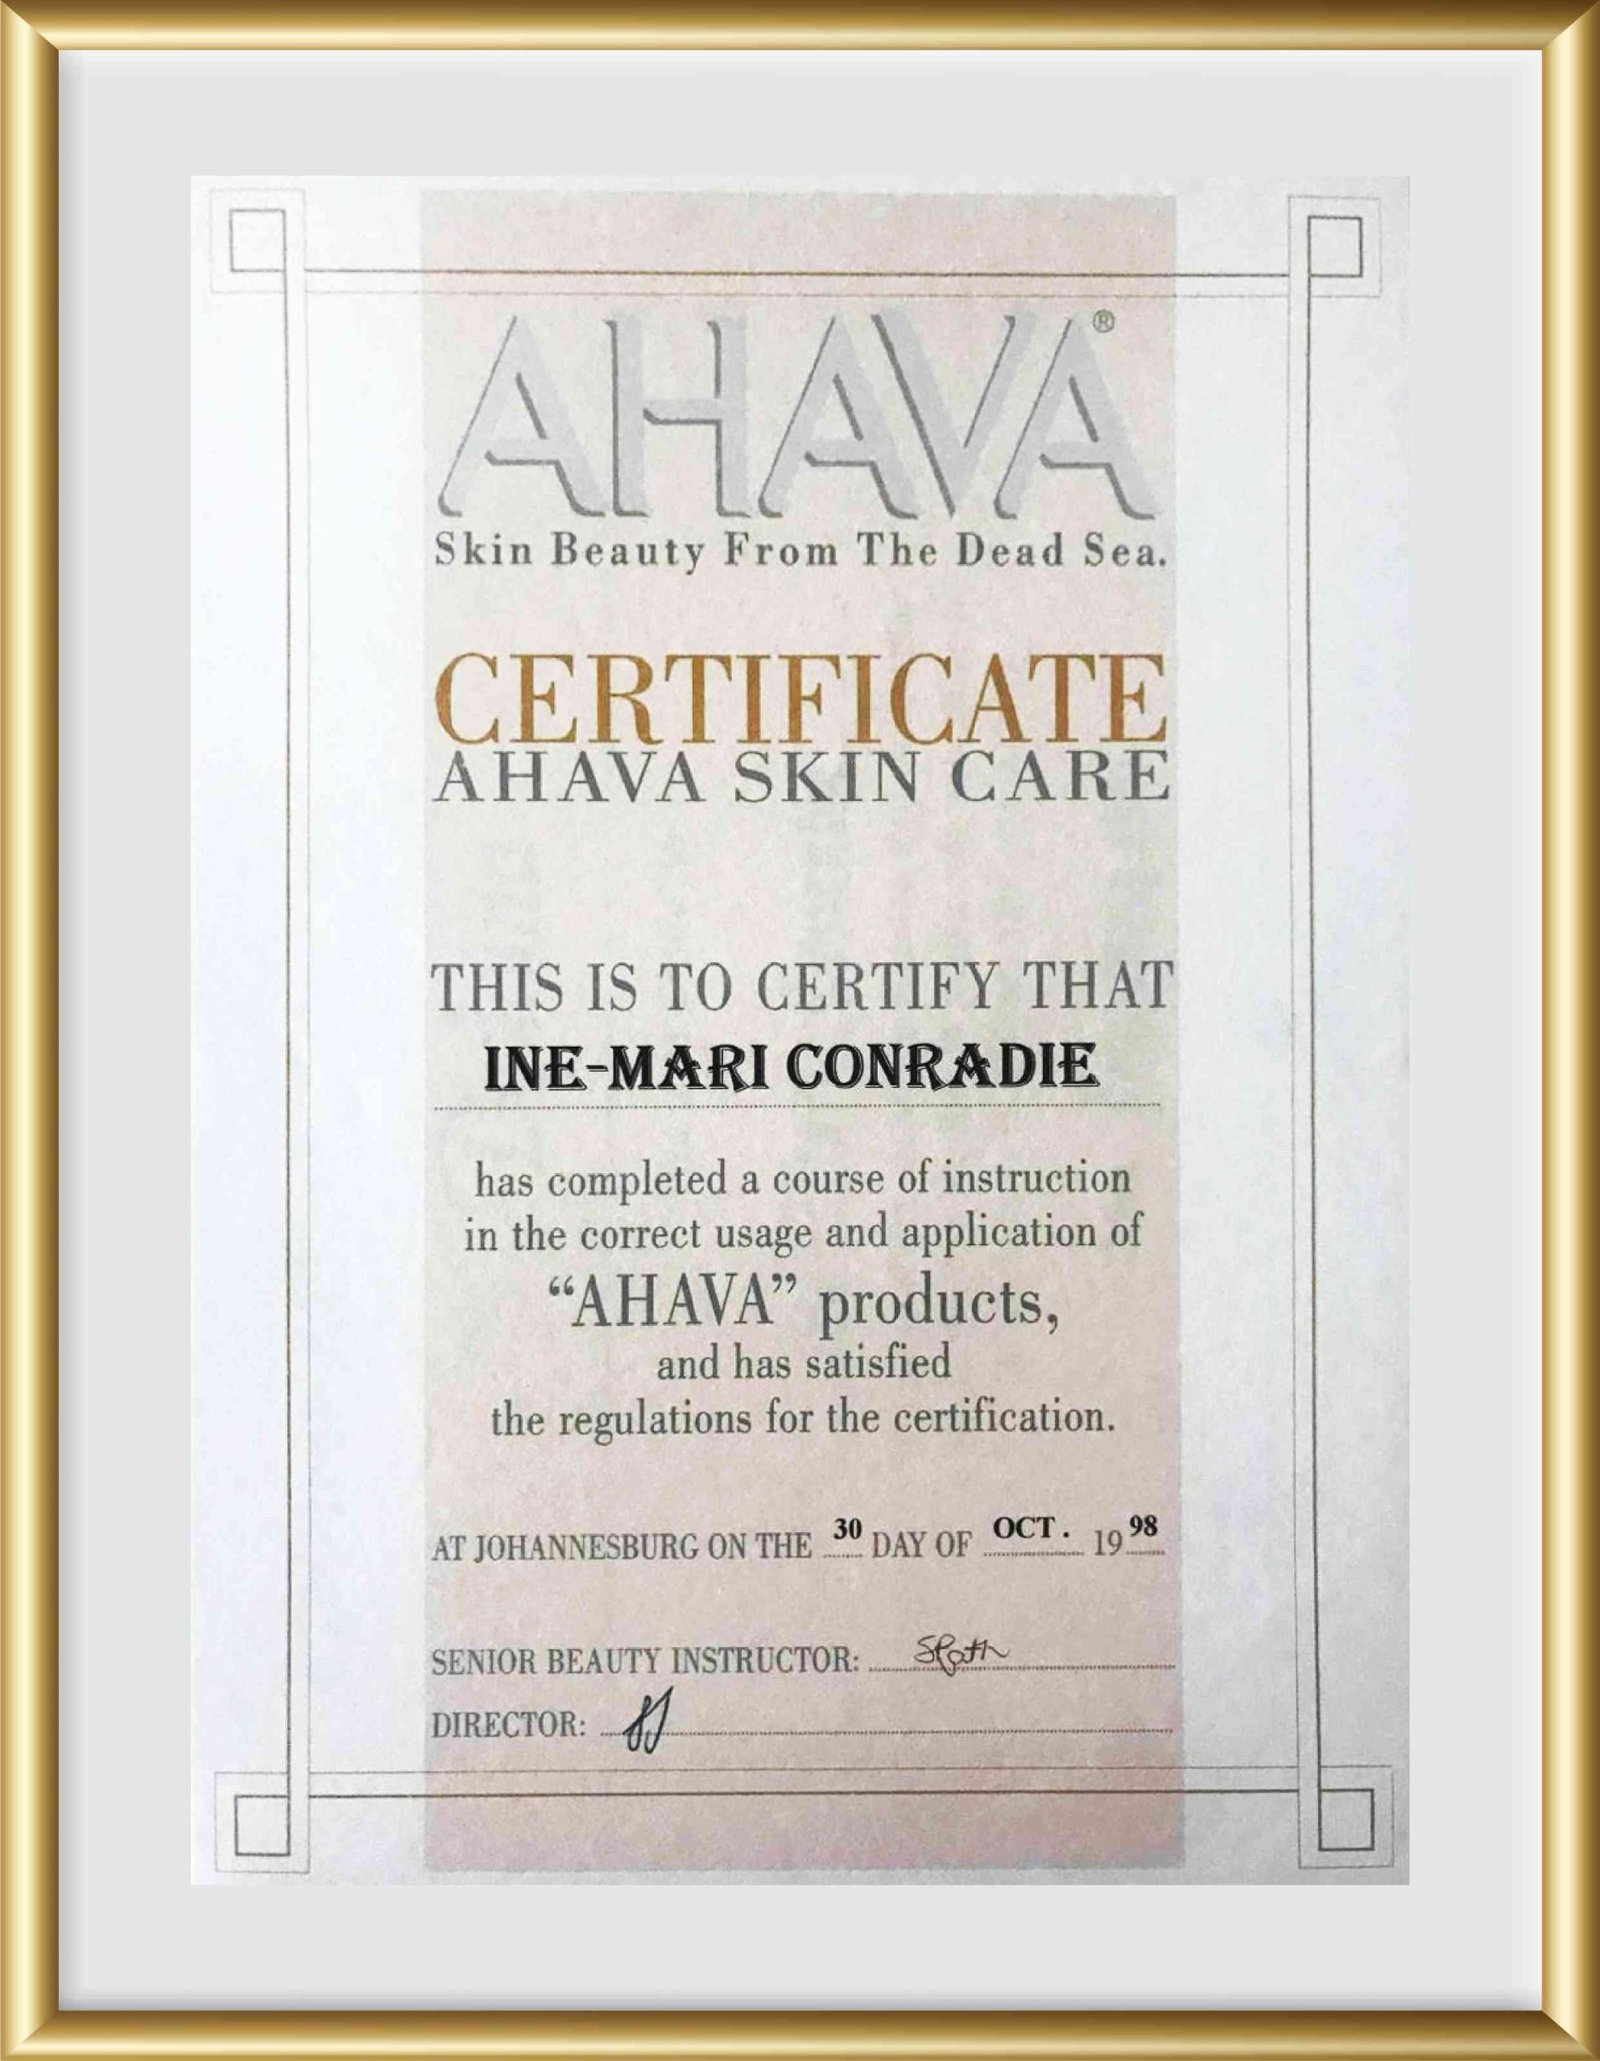 AHAVA®
Skin Beauty From The Dead Sea.
CERTIFICATE
AHAVA SKIN CARE
THIS IS TO CERTIFY THAT
INE-MARI CONRADIE
has completed a course of instruction
in the correct usage and application of
“AHAVA” products,
and has satisfied
the regulations for the certification.
AT JOHANNESBURG ON THE 30 DAY OF OCT. 1998
SENIOR BEAUTY INSTRUCTOR:
DIRECTOR: